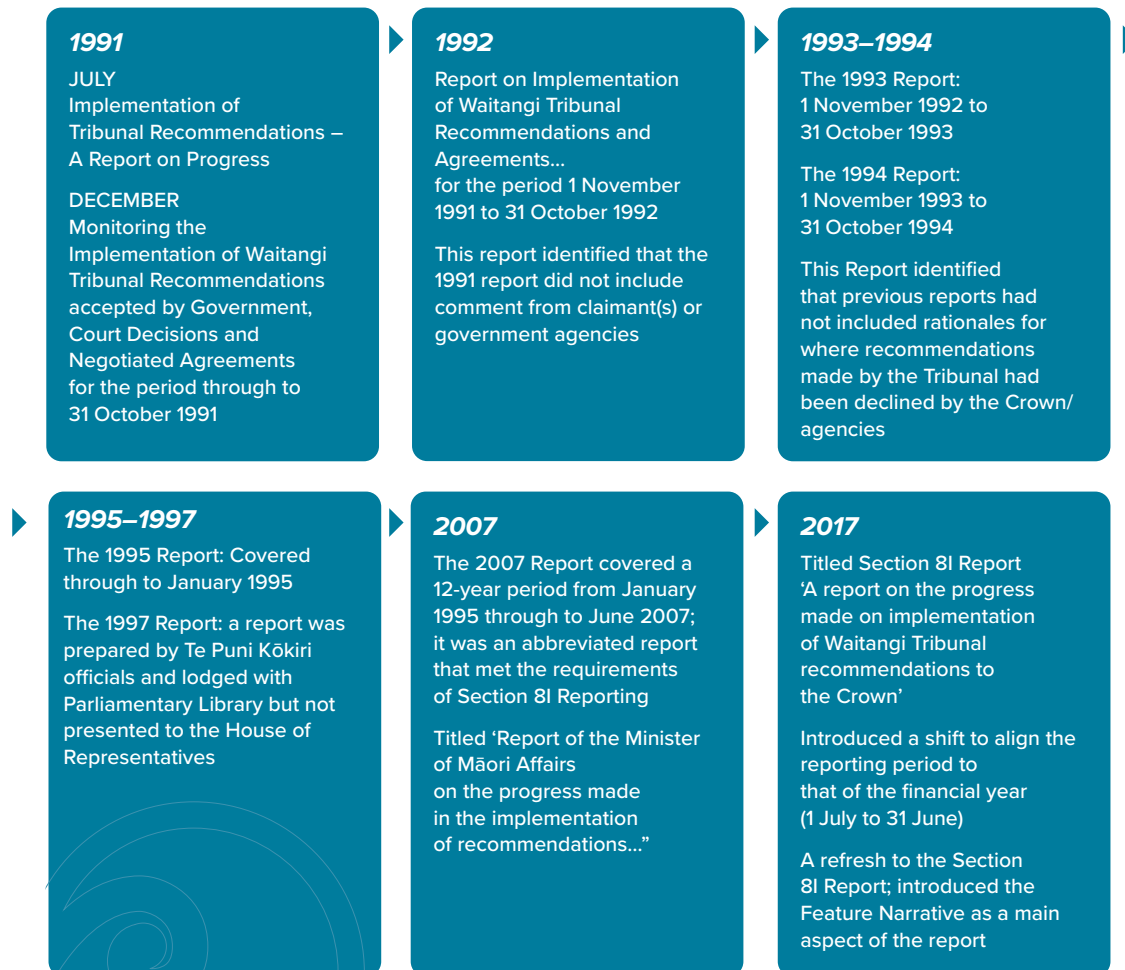 1991
JULY
Implementation of
Tribunal Recommendations –
A Report on Progress
DECEMBER
Monitoring the
Implementation of Waitangi
Tribunal Recommendations
accepted by Government,
Court Decisions and
Negotiated Agreements
for the period through to
31 October 1991
1992
Report on Implementation
of Waitangi Tribunal
Recommendations and
Agreements...
for the period 1 November
1991 to 31 October 1992
This report identified that the
1991 report did not include
comment from claimant(s) or
government agencies
1993–1994
The 1993 Report:
1 November 1992 to
31 October 1993
The 1994 Report:
1 November 1993 to
31 October 1994
This Report identified
that previous reports had
not included rationales for
where recommendations
made by the Tribunal had
been declined by the Crown/
agencies
1995–1997
The 1995 Report: Covered
through to January 1995
The 1997 Report: a report was
prepared by Te Puni Kōkiri
officials and lodged with
Parliamentary Library but not
presented to the House of
Representatives
2007
The 2007 Report covered a
12-year period from January
1995 through to June 2007;
it was an abbreviated report
that met the requirements
of Section 8I Reporting
Titled ‘Report of the Minister
of Māori Affairs
on the progress made
in the implementation
of recommendations...”
2017
Titled Section 8I Report
‘A report on the progress
made on implementation
of Waitangi Tribunal
recommendations to
the Crown’
Introduced a shift to align the
reporting period to
that of the financial year
(1 July to 31 June)
A refresh to the Section
8I Report; introduced the
Feature Narrative as a main
aspect of the report